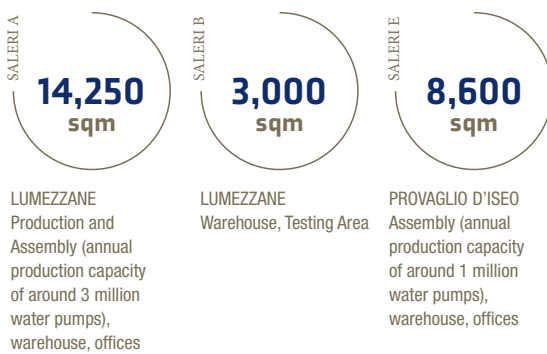 SALERI A
14,250
sqm
LUMEZZANE
Production and
Assembly (annual
production capacity
of around 3 million
water pumps),
warehouse, offices
SALERI B
3,000
sqm
LUMEZZANE
Warehouse, Testing Area
SALERI E
8,600
sqm
PROVAGLIO D'ISEO
Assembly (annual
production capacity
of around 1 million
water pumps),
warehouse, offices